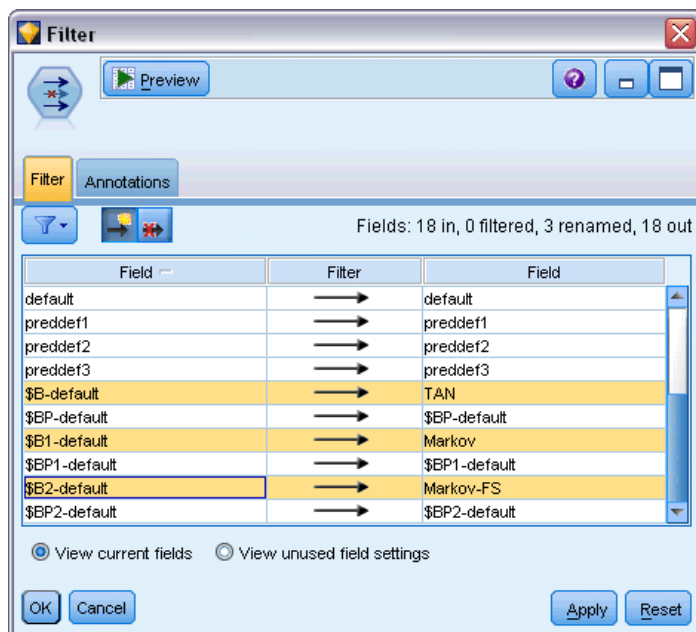 Filter
Preview
Filter
Annotations
Fields: 18 in, 0 filtered, 3 renamed, 18 out
Field Filter Field
default default
preddef1 preddef1
preddef2 preddef2
preddef3 preddef3
$B-default TAN
$BP-default $BP-default
$B1-default Markov
$BP1-default $BP1-default
$B2-default Markov-FS
$BP2-default $BP2-default
View current fields View unused field settings
OK Cancel Apply Reset